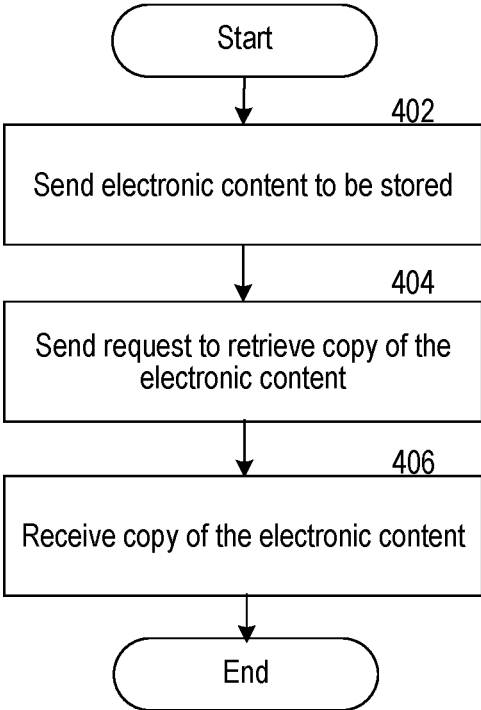 Start
402
Send electronic content to be stored
404
Send request to retrieve copy of the
electronic content
406
Receive copy of the electronic content
End